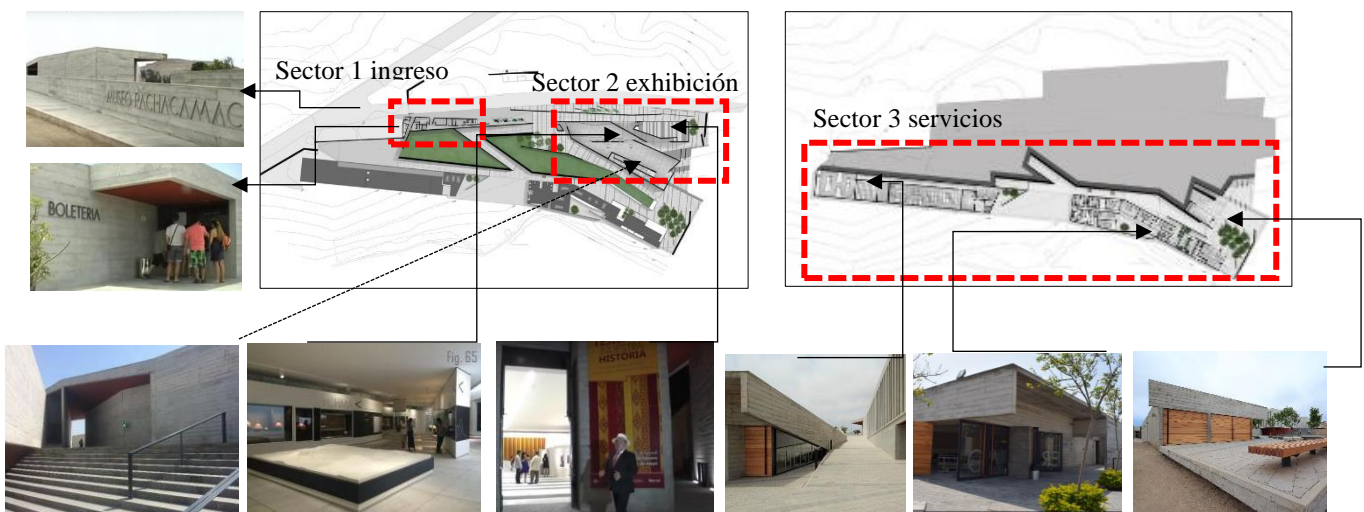 Sector 1 ingreso
Sector 2 exhibición
MUSEO PACHACAMAC
Sector 3 servicios
BOLETERIA
Fig. 65
HISTORIA